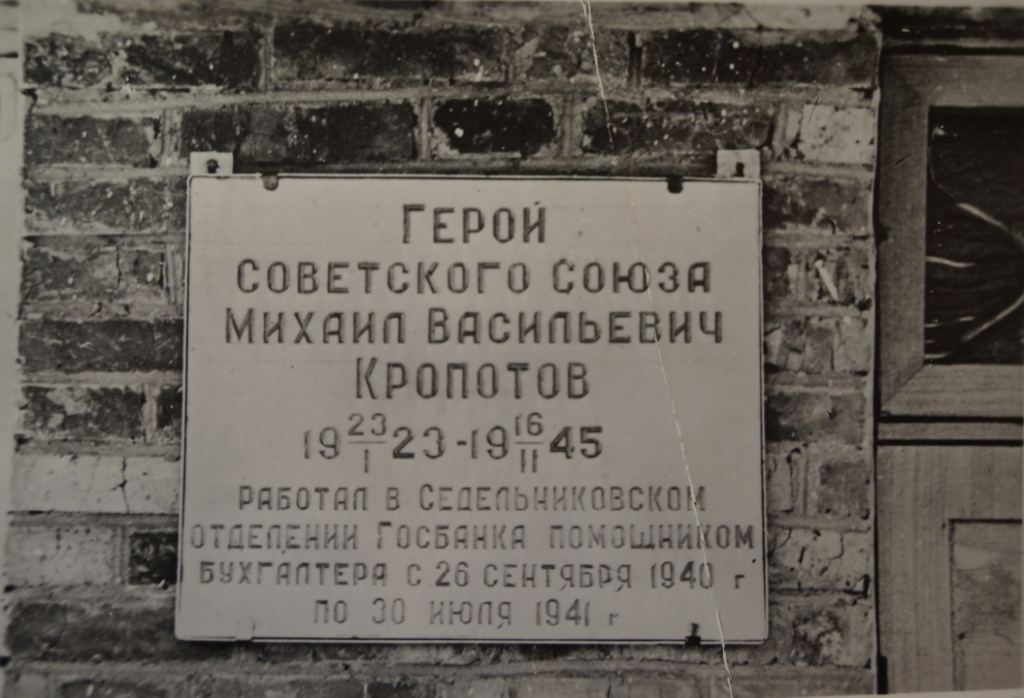 Герой
Советского Союза
Михаил Васильевич
Кропотов
19 23/I 23 - 19 16/II 45
работал в Седельниковском
отделении Госбанка помощником
бухгалтера с 26 сентября 1940 г
по 30 июля 1941 г